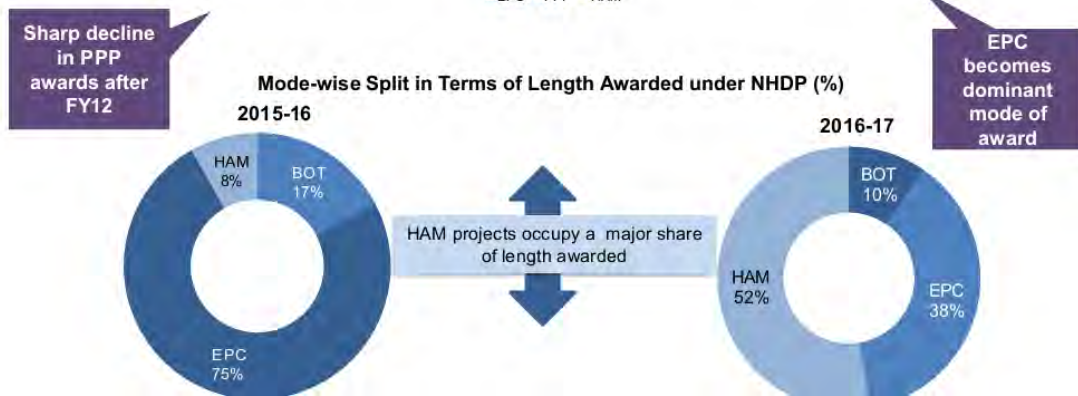 Sharp decline
in PPP
awards after
FY12
EPC
becomes
dominant
mode of
award
Mode-wise Split in Terms of Length Awarded under NHDP (%)
2015-16
2016-17
HAM
8%
BOT
17%
EPC
75%
HAM projects occupy a  major share
of length awarded
BOT
10%
HAM
52%
EPC
38%